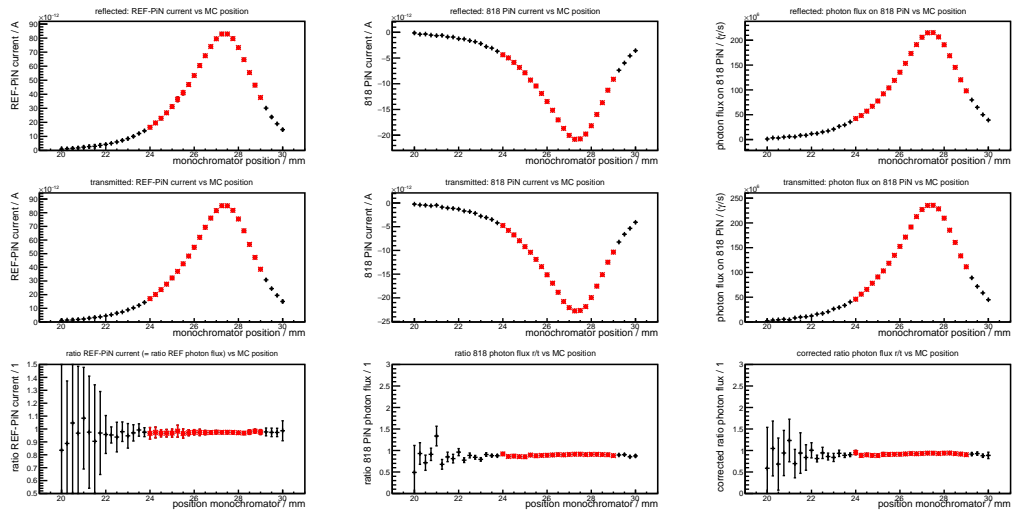 reflected: REF-PiN current vs MC position
×10⁻¹²
REF-PiN current / A
90
80
70
60
50
40
30
20
10
0
20 22 24 26 28 30
monochromator position / mm
reflected: 818 PiN current vs MC position
×10⁻¹²
818 PiN current / A
0
−5
−10
−15
−20
20 22 24 26 28 30
monochromator position / mm
reflected: photon flux on 818 PiN vs MC position
×10⁶
photon flux on 818 PiN / (γ/s)
200
150
100
50
0
20 22 24 26 28 30
monochromator position / mm
transmitted: REF-PiN current vs MC position
×10⁻¹²
REF-PiN current / A
90
80
70
60
50
40
30
20
10
0
20 22 24 26 28 30
monochromator position / mm
transmitted: 818 PiN current vs MC position
×10⁻¹²
818 PiN current / A
0
−5
−10
−15
−20
−25
20 22 24 26 28 30
monochromator position / mm
transmitted: photon flux on 818 PiN vs MC position
×10⁶
photon flux on 818 PiN / (γ/s)
250
200
150
100
50
0
20 22 24 26 28 30
monochromator position / mm
ratio REF-PiN current (= ratio REF photon flux) vs MC position
ratio REF-PiN current / 1
1.5
1.4
1.3
1.2
1.1
1
0.9
0.8
0.7
0.6
0.5
20 22 24 26 28 30
position monochromator / mm
ratio 818 photon flux r/t vs MC position
ratio 818 PiN photon flux / 1
3
2.5
2
1.5
1
0.5
0
20 22 24 26 28 30
position monochromator / mm
corrected ratio photon flux r/t vs MC position
corrected ratio photon flux / 1
3
2.5
2
1.5
1
0.5
0
20 22 24 26 28 30
position monochromator / mm